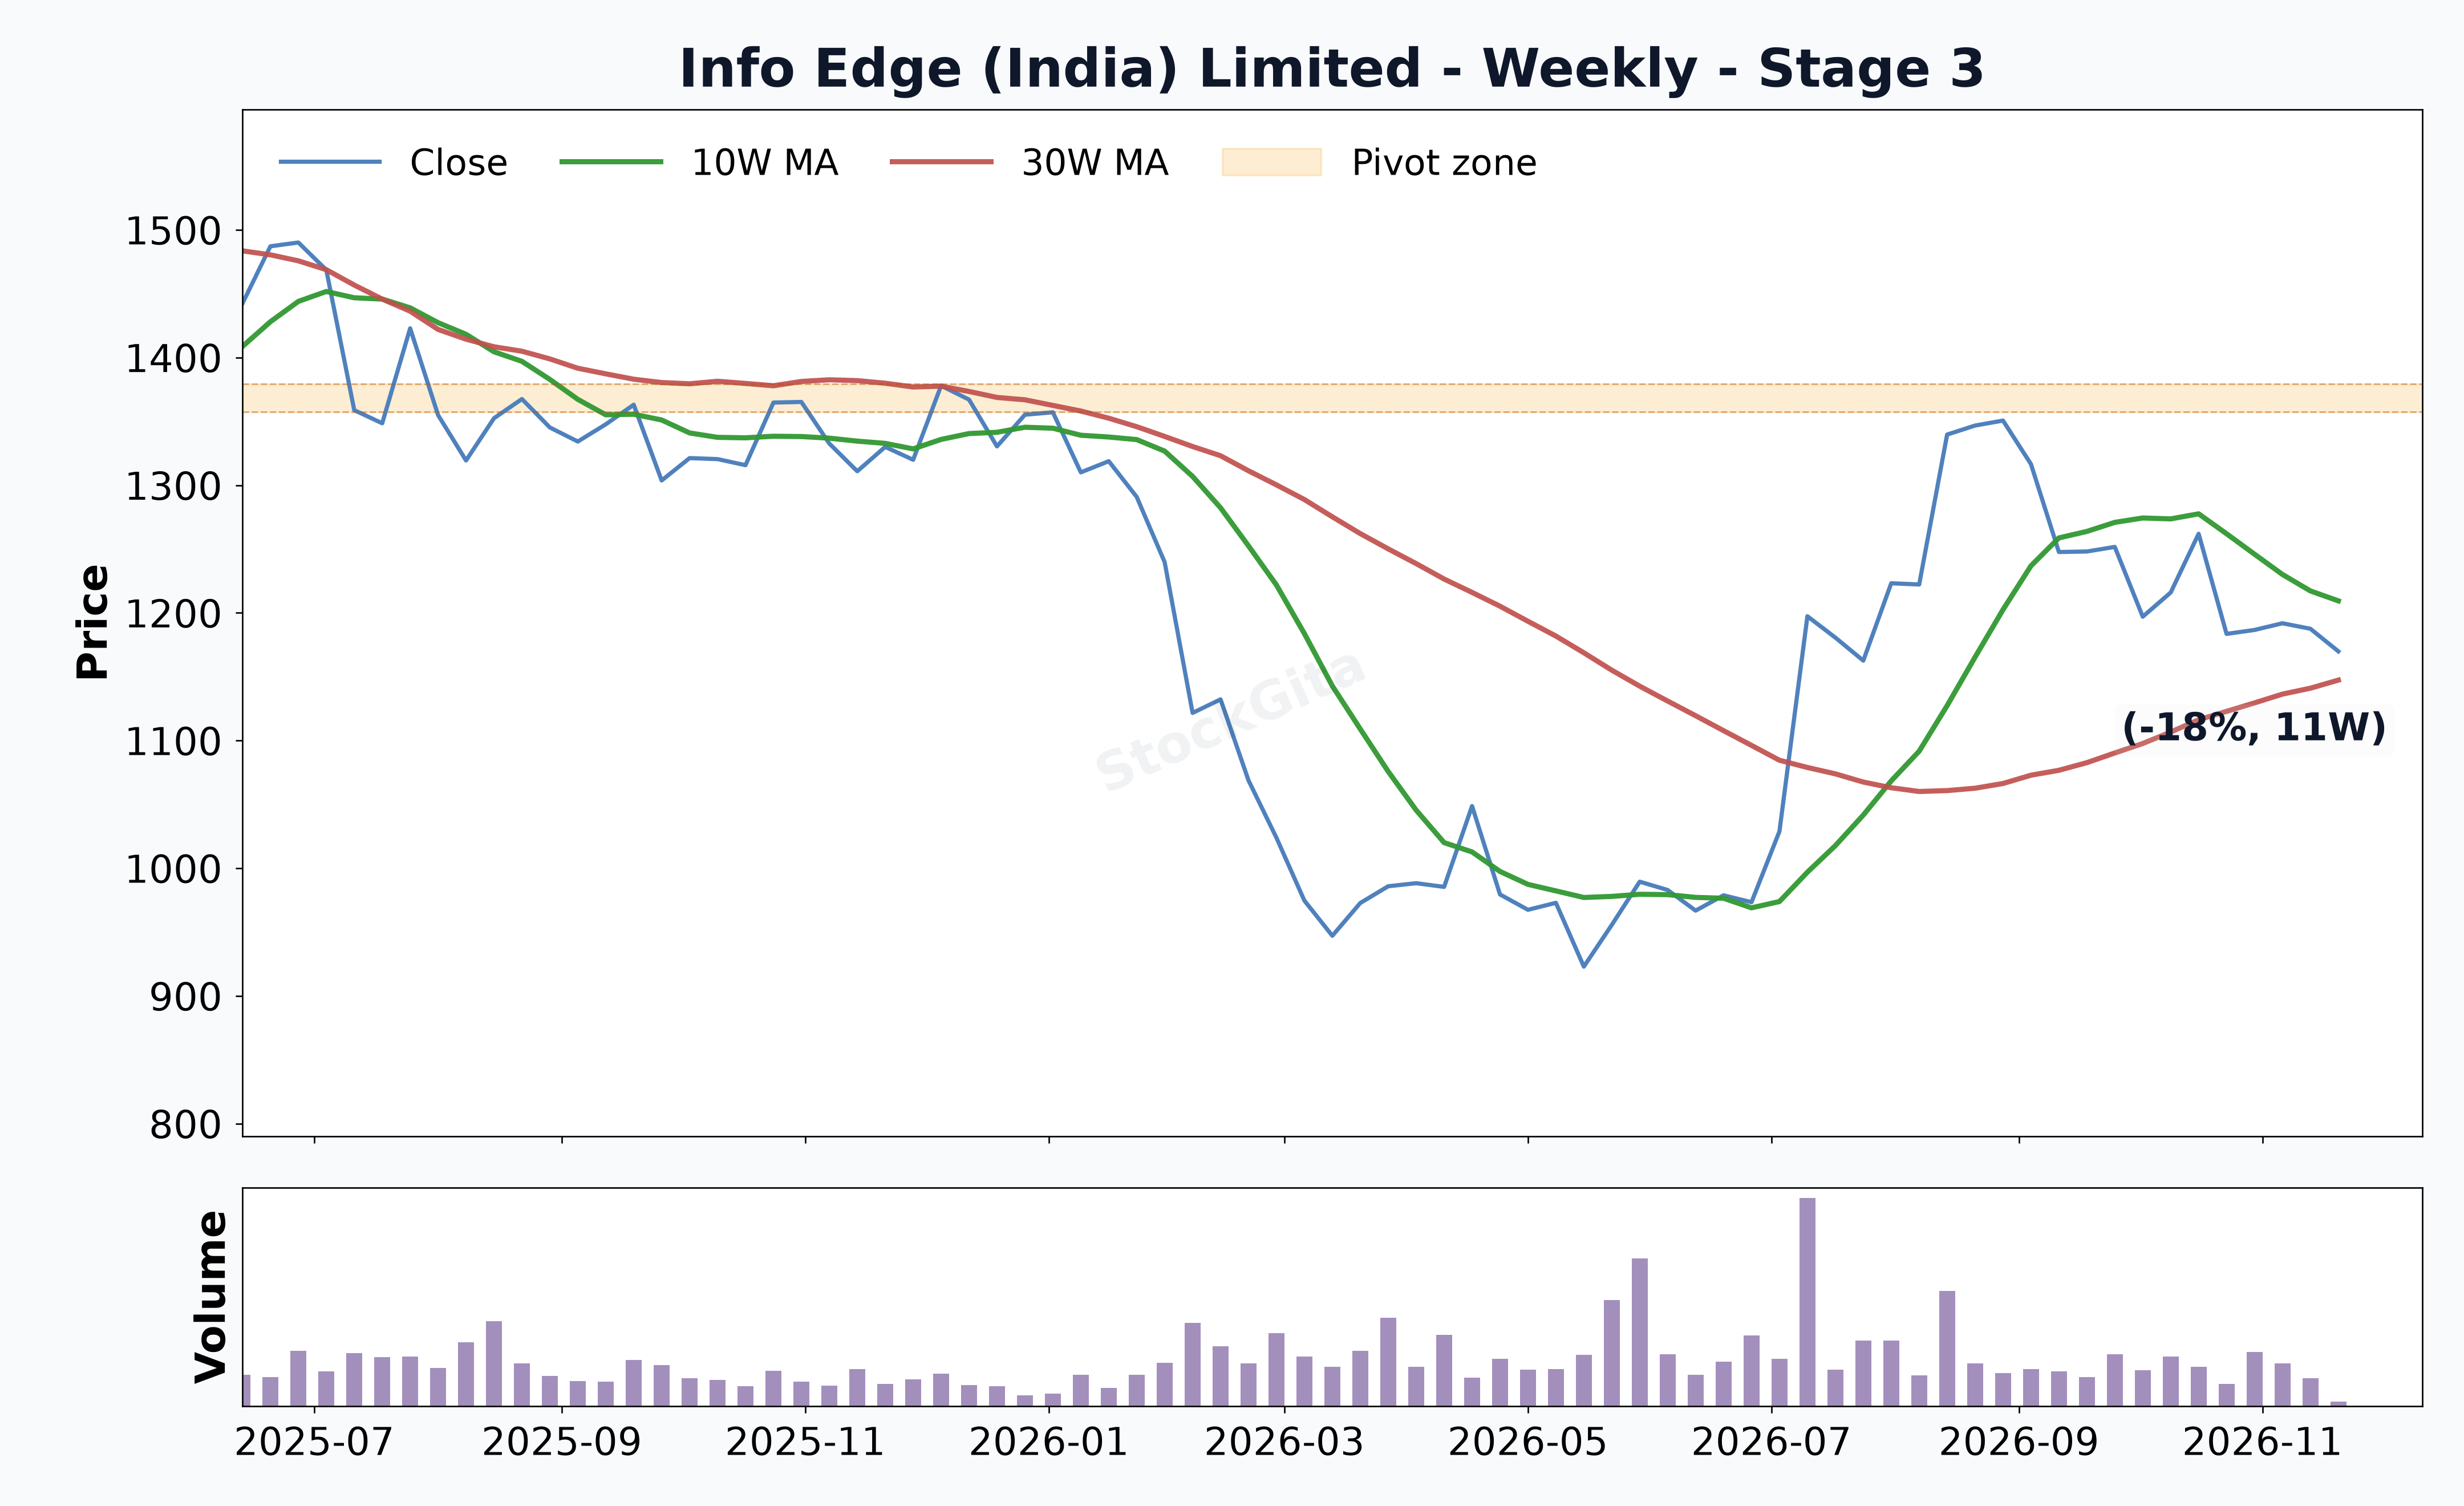 Info Edge (India) Limited - Weekly - Stage 3
Close 10W MA 30W MA Pivot zone
1500
1400
1300
1200
1100
1000
900
800
Price
StockGita
(-18%, 11W)
Volume
2025-07 2025-09 2025-11 2026-01 2026-03 2026-05 2026-07 2026-09 2026-11